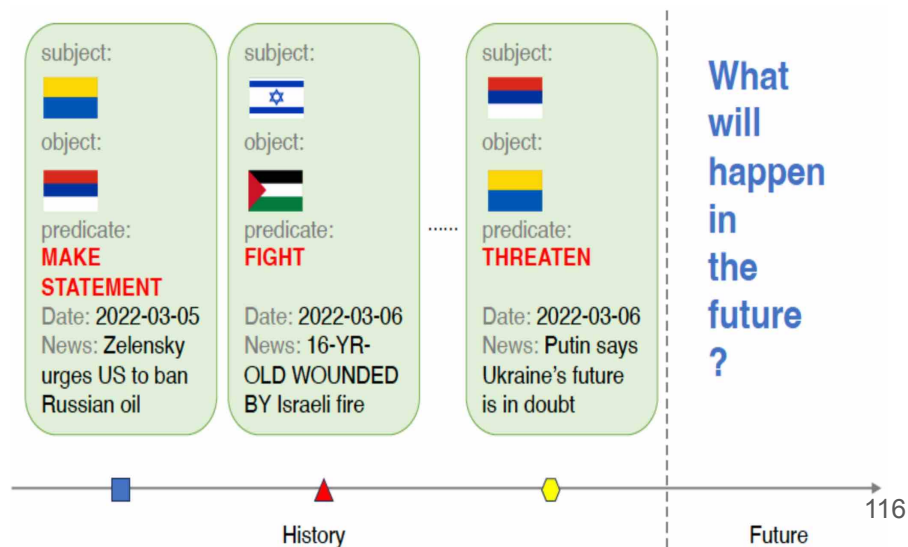 subject:
object:
predicate:
MAKE
STATEMENT
Date: 2022-03-05
News: Zelensky
urges US to ban
Russian oil
subject:
object:
predicate:
FIGHT
Date: 2022-03-06
News: 16-YR-
OLD WOUNDED
BY Israeli fire
......
subject:
object:
predicate:
THREATEN
Date: 2022-03-06
News: Putin says
Ukraine's future
is in doubt
What
will
happen
in
the
future
?
History
Future
116